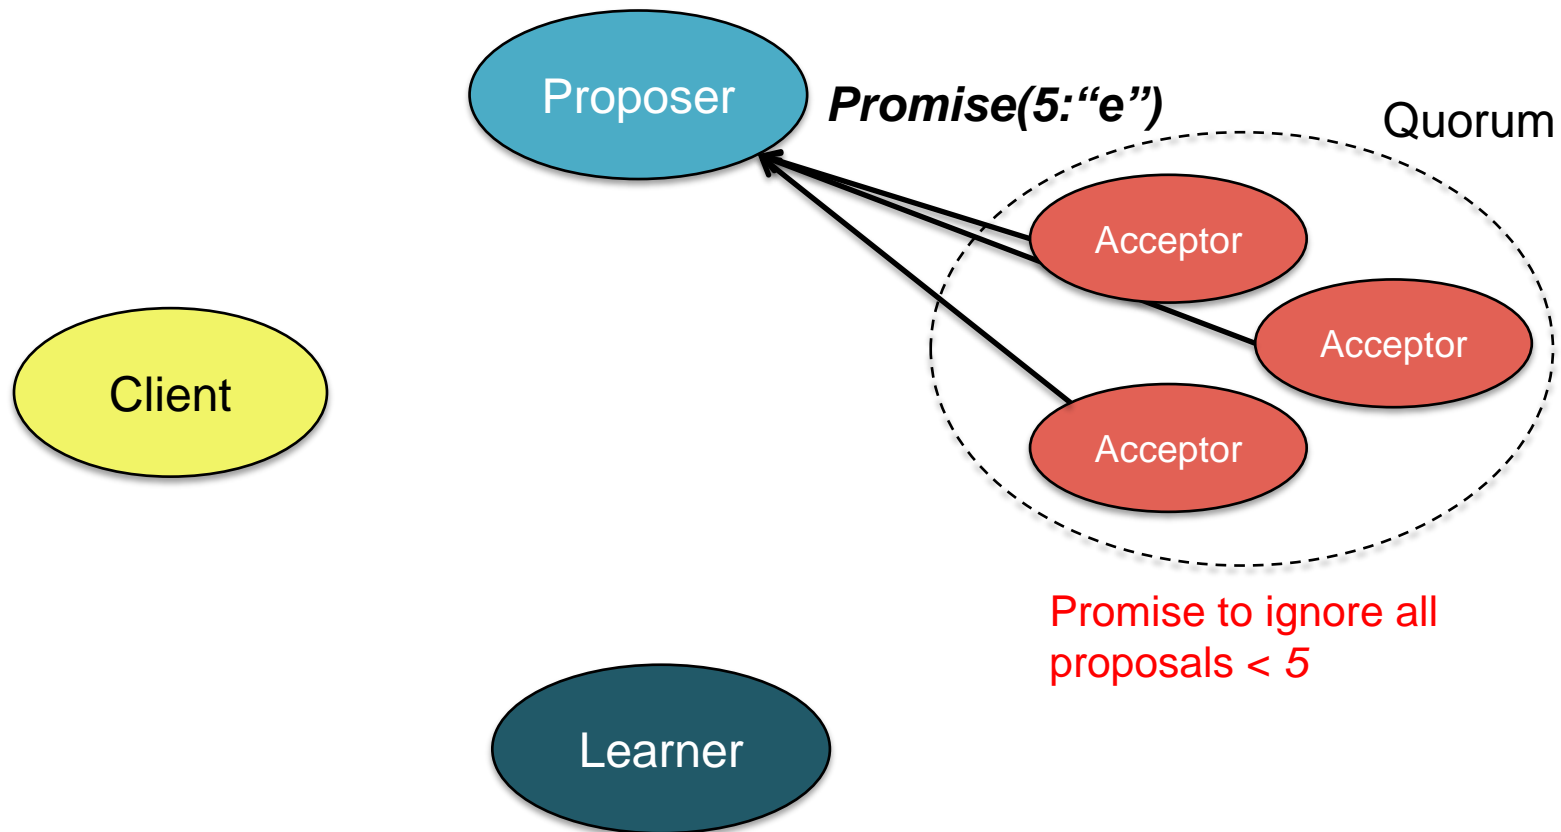 Proposer
Promise(5:“e”)
Quorum
Acceptor
Acceptor
Client
Acceptor
Promise to ignore all
proposals < 5
Learner